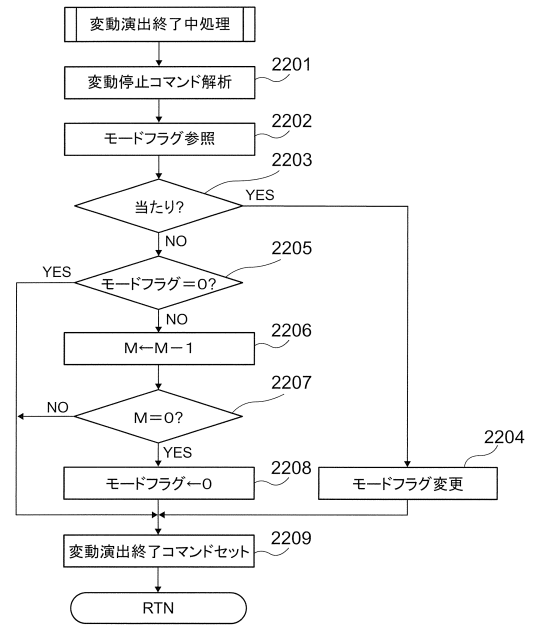 変動演出終了中処理
2201
変動停止コマンド解析
2202
モードフラグ参照
2203
当たり?
YES
NO
2205
YES
モードフラグ=0?
NO
2206
M←M-1
2207
NO
M=0?
YES
2204
2208
モードフラグ←0
モードフラグ変更
2209
変動演出終了コマンドセット
RTN